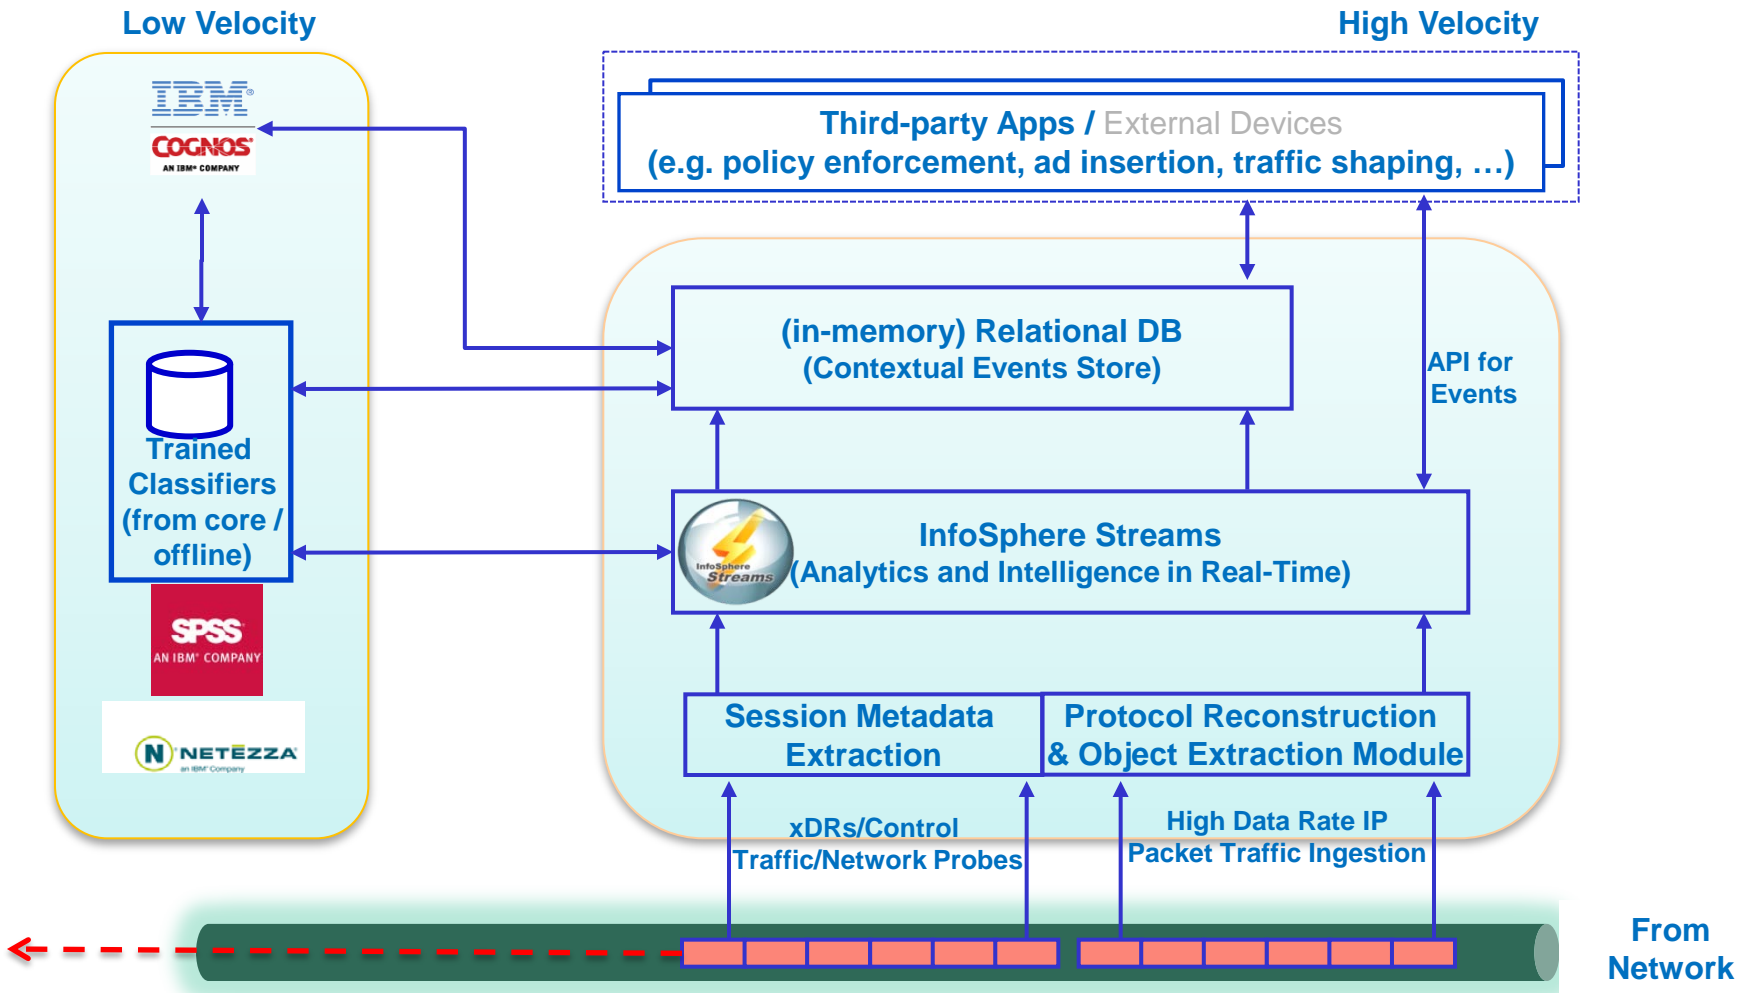 Low Velocity
High Velocity
IBM®
COGNOS®
AN IBM® COMPANY
Third-party Apps / External Devices
(e.g. policy enforcement, ad insertion, traffic shaping, …)
(in-memory) Relational DB
(Contextual Events Store)
API for
Events
Trained
Classifiers
(from core /
offline)
InfoSphere
Streams
InfoSphere Streams
(Analytics and Intelligence in Real-Time)
SPSS
AN IBM® COMPANY
N NETEZZA
an IBM® Company
Session Metadata
Extraction
Protocol Reconstruction
& Object Extraction Module
xDRs/Control
Traffic/Network Probes
High Data Rate IP
Packet Traffic Ingestion
From
Network